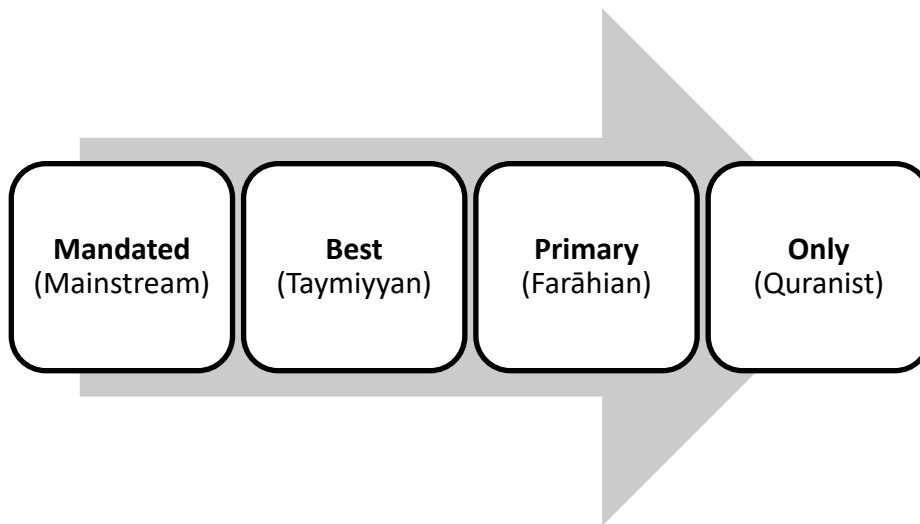 Mandated
(Mainstream)
Best
(Taymiyyan)
Primary
(Farāhian)
Only
(Quranist)